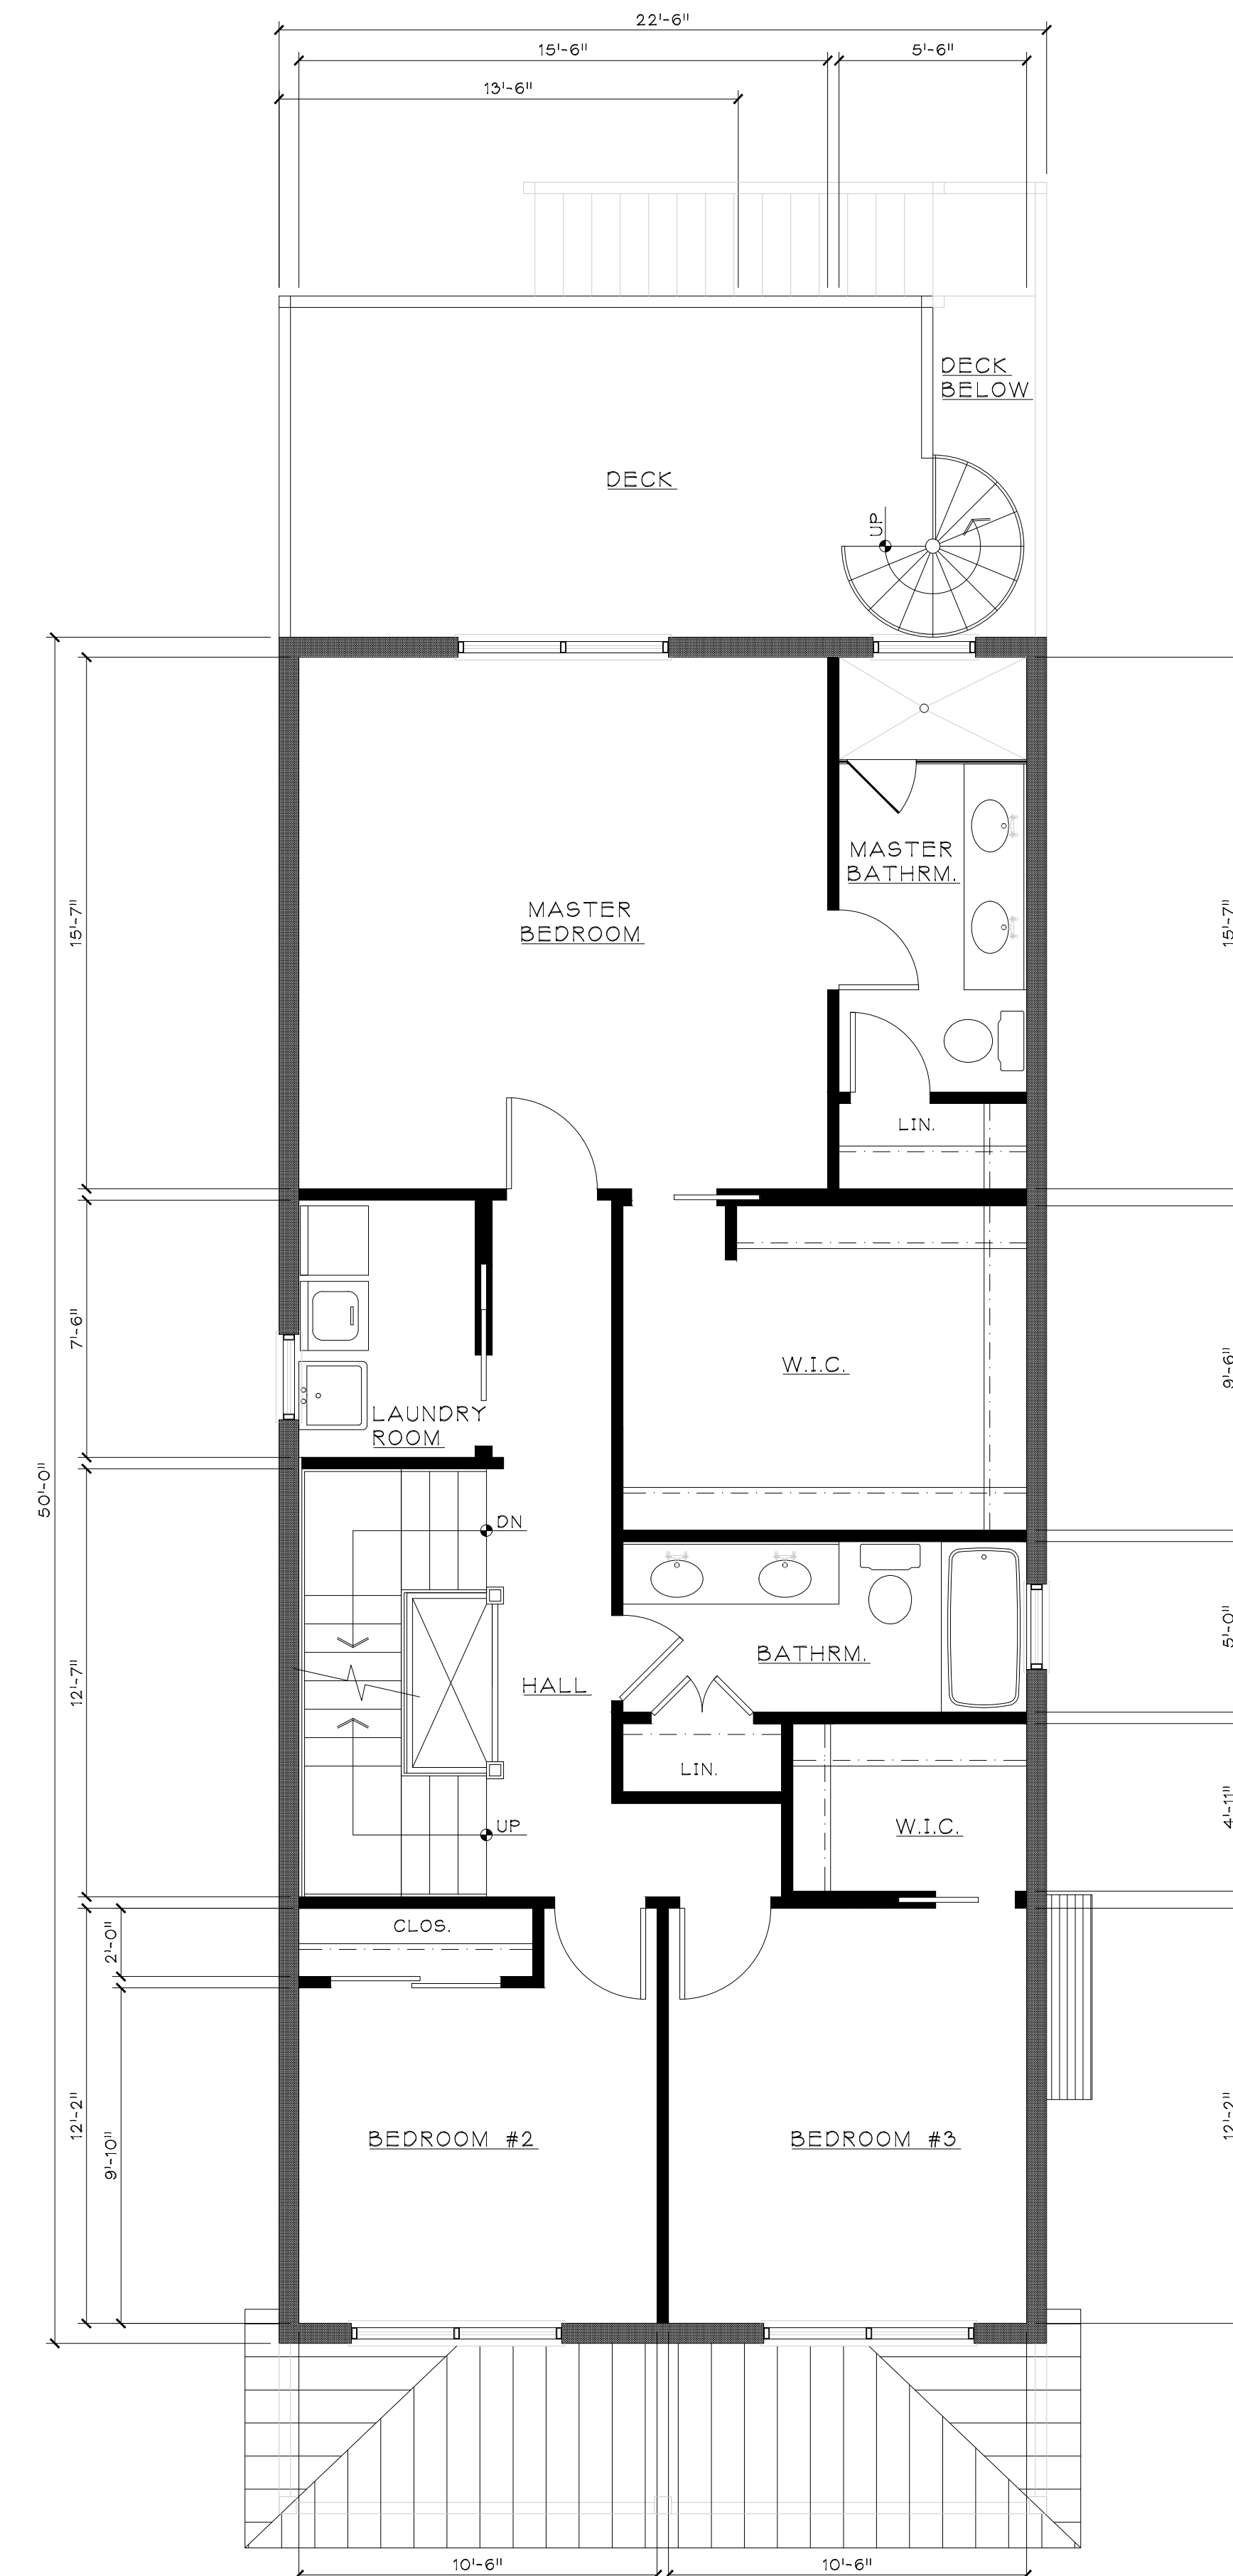 22'-6"
15'-6"
5'-6"
13'-6"
DECK
BELOW
DECK
UP
MASTER
BATHRM.
MASTER
BEDROOM
15'-7"
15'-7"
LIN.
7'-6"
W.I.C.
9'-6"
LAUNDRY
ROOM
50'-0"
DN
12'-7"
HALL
BATHRM.
5'-0"
LIN.
UP
W.I.C.
4'-11"
CLOS.
2'-0"
12'-2"
9'-10"
BEDROOM #2
BEDROOM #3
12'-2"
10'-6"
10'-6"